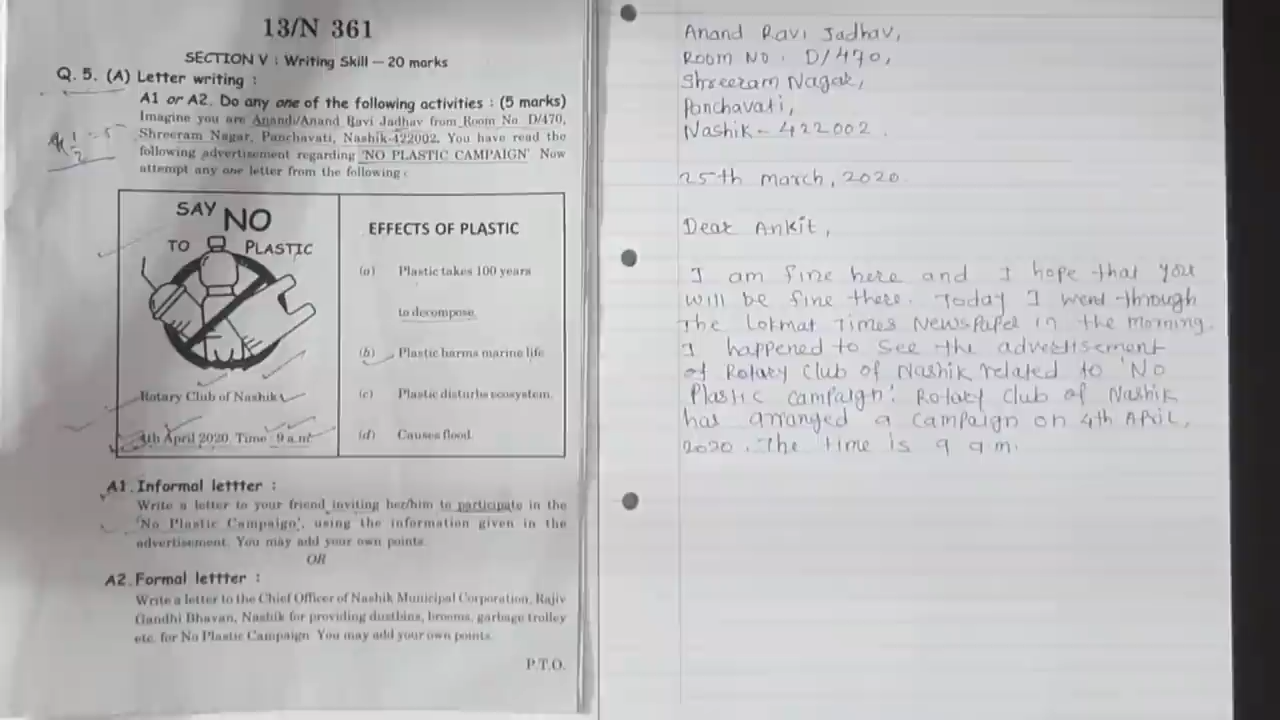 13/N 361
SECTION V : Writing Skill – 20 marks
Q. 5. (A) Letter writing :
A1 or A2. Do any one of the following activities : (5 marks)
Imagine you are Anandi/Anand Ravi Jadhav from Room No D/470,
Shreeram Nagar, Panchavati, Nashik-422002. You have read the
following advertisement regarding 'NO PLASTIC CAMPAIGN' Now
attempt any one letter from the following :
SAY NO
TO PLASTIC
Rotary Club of Nashik
4th April 2020 Time : 9 a.m
EFFECTS OF PLASTIC
(a) Plastic takes 100 years
to decompose.
(b) Plastic harms marine life
(c) Plastic disturbs ecosystem.
(d) Causes flood.
A1. Informal lettter :
Write a letter to your friend inviting her/him to participate in the
'No Plastic Campaign', using the information given in the
advertisement. You may add your own points.
OR
A2. Formal lettter :
Write a letter to the Chief Officer of Nashik Municipal Corporation, Rajiv
Gandhi Bhavan, Nashik for providing dustbins, brooms, garbage trolley
etc. for No Plastic Campaign You may add your own points.
P.T.O.
Anand Ravi Jadhav,
Room No. D/470,
Shreeram Nagar,
Panchavati,
Nashik - 422002.
25th march, 2020.
Dear Ankit,
I am fine here and I hope that you
will be fine there. Today I went through
The Lokmat Times Newspaper in the morning.
I happened to see the advertisement
of Rotary Club of Nashik related to 'No
Plastic campaign'. Rotary Club of Nashik
has arranged a campaign on 4th April,
2020. The time is 9 a.m.